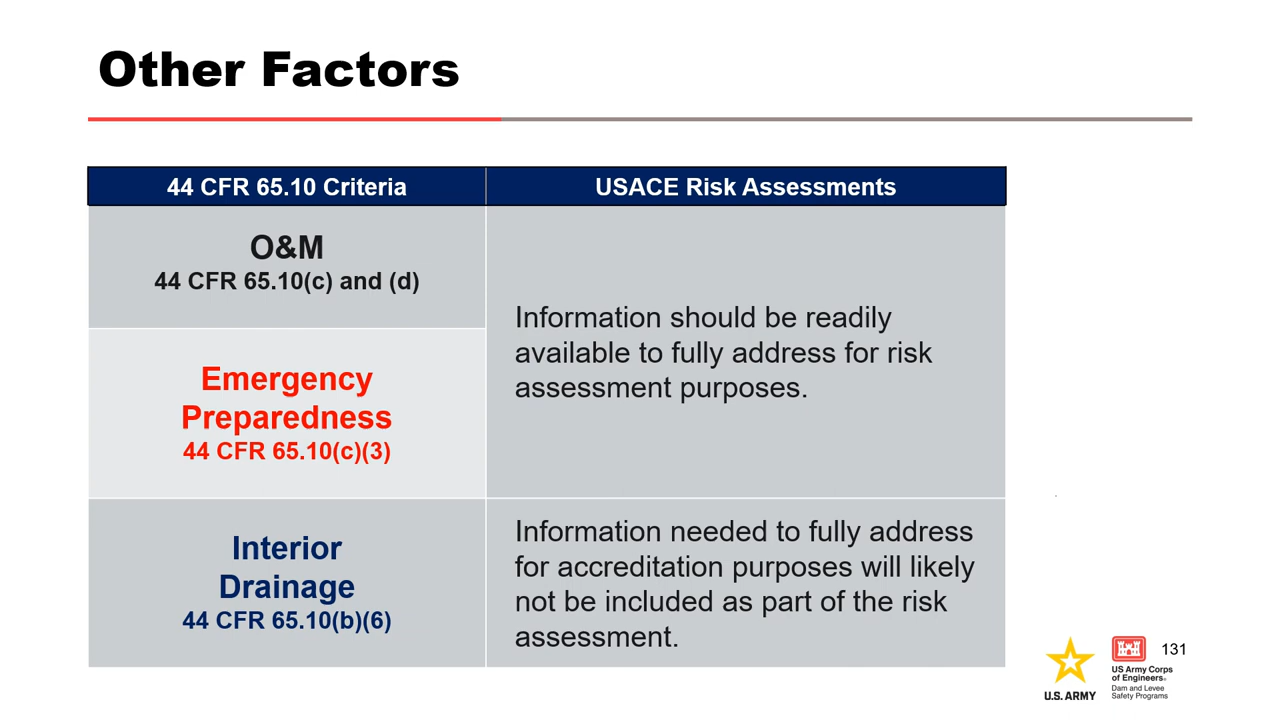 Other Factors
44 CFR 65.10 Criteria
USACE Risk Assessments
O&M
44 CFR 65.10(c) and (d)
Information should be readily
available to fully address for risk
assessment purposes.
Emergency
Preparedness
44 CFR 65.10(c)(3)
Interior
Drainage
44 CFR 65.10(b)(6)
Information needed to fully address
for accreditation purposes will likely
not be included as part of the risk
assessment.
U.S. ARMY
US Army Corps
of Engineers®
Dam and Levee
Safety Programs
131